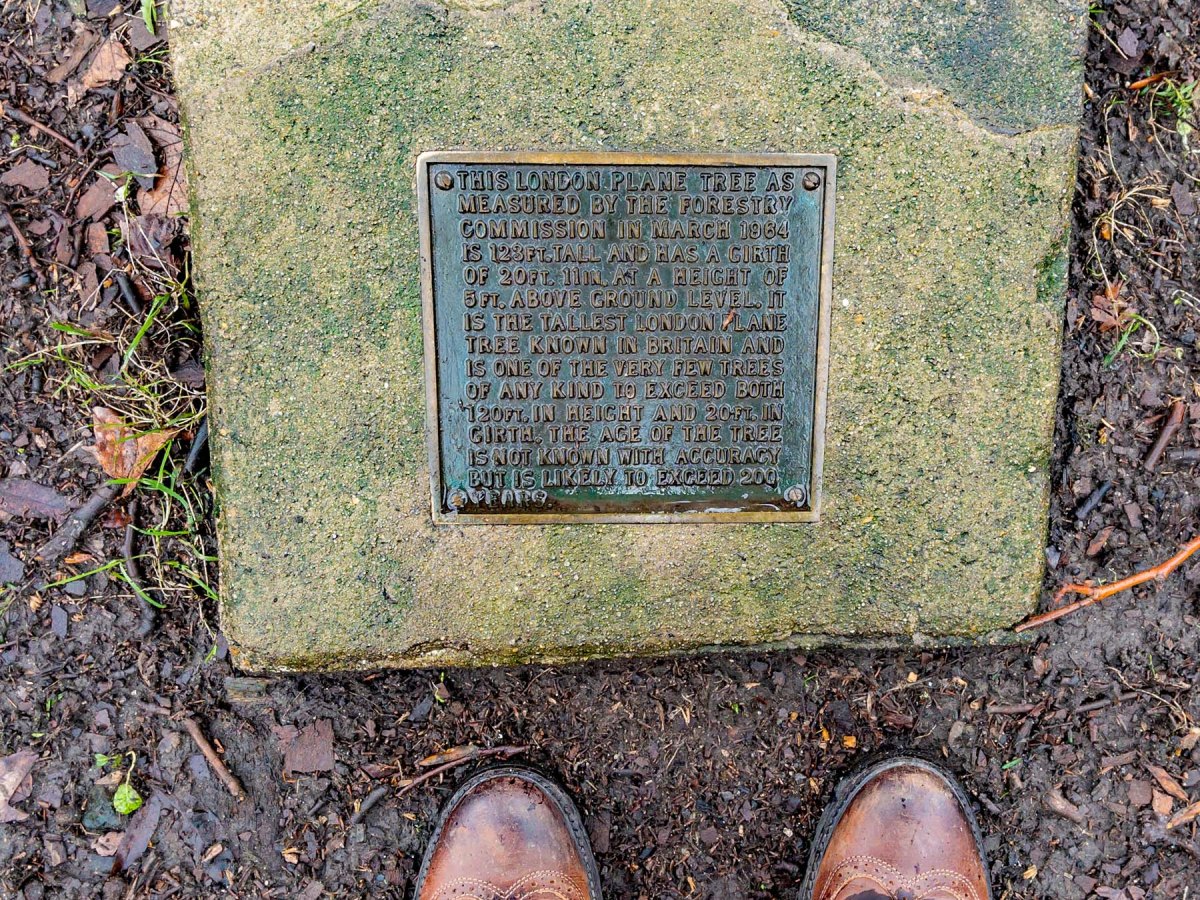 THIS LONDON PLANE TREE AS
MEASURED BY THE FORESTRY
COMMISSION IN MARCH 1964
IS 123FT. TALL AND HAS A GIRTH
OF 20FT. 11IN. AT A HEIGHT OF
5FT. ABOVE GROUND LEVEL. IT
IS THE TALLEST LONDON PLANE
TREE KNOWN IN BRITAIN AND
IS ONE OF THE VERY FEW TREES
OF ANY KIND TO EXCEED BOTH
120FT. IN HEIGHT AND 20FT. IN
GIRTH. THE AGE OF THE TREE
IS NOT KNOWN WITH ACCURACY
BUT IS LIKELY TO EXCEED 200
YEARS.